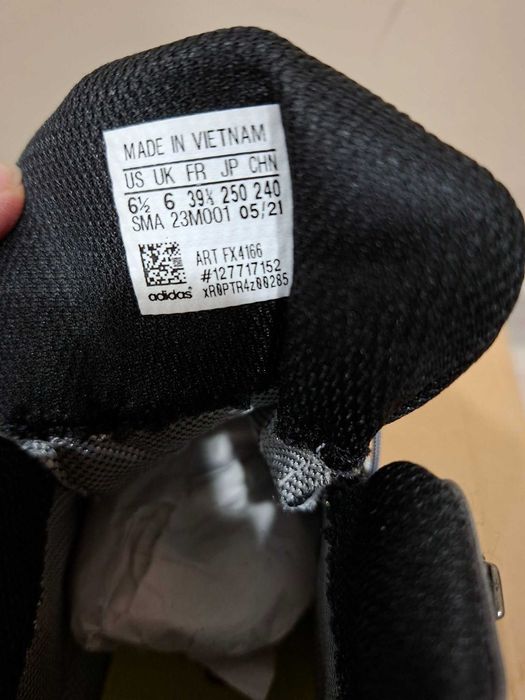 MADE IN VIETNAM
US UK FR JP CHN
6½ 6 39⅓ 250 240
SMA 23M001 05/21
ART FX4166
#127717152
adidas® xR0PTR4z00285